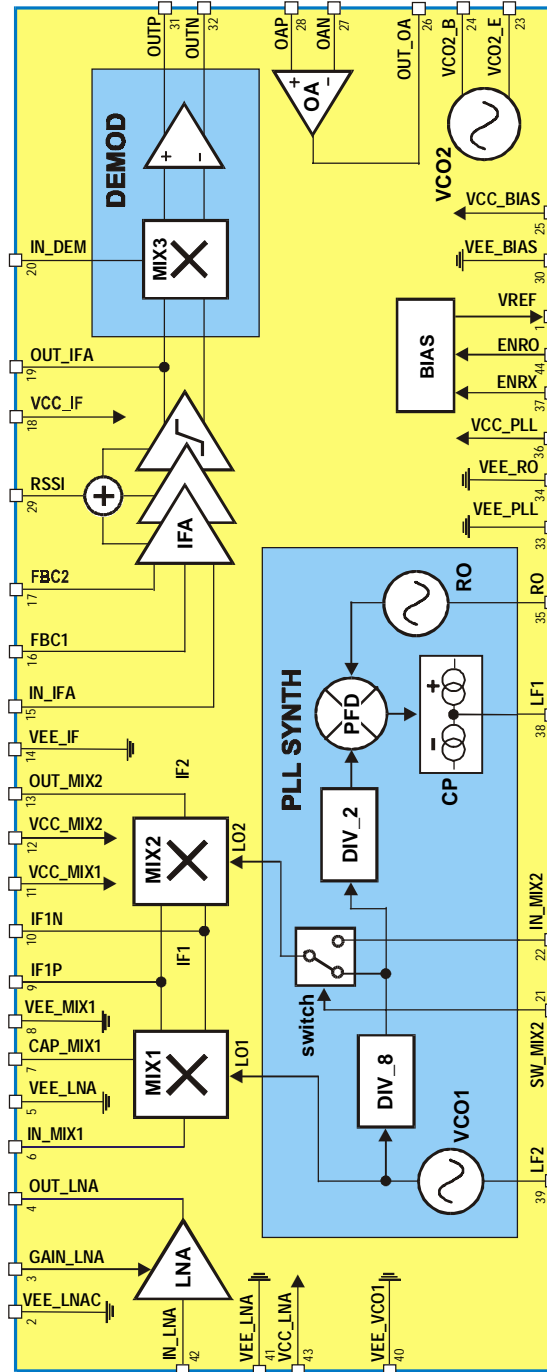 VEE_LNAC
2
GAIN_LNA
3
OUT_LNA
4
IN_MIX1
6
VEE_LNA
5
CAP_MIX1
7
VEE_MIX1
8
IF1P
9
IF1N
10
VCC_MIX1
11
VCC_MIX2
12
OUT_MIX2
13
VEE_IF
14
IN_IFA
15
FBC1
16
FBC2
17
RSSI
29
VCC_IF
18
OUT_IFA
19
IN_DEM
20
OUTP
31
OUTN
32
OAP
28
OAN
27
OUT_OA
26
VCO2_B
24
VCO2_E
23
IN_LNA
42
LNA
MIX1
IF1
MIX2
IF2
LO1
LO2
IFA
+
DEMOD
MIX3
+
−
OA
+
−
VCO2
PLL SYNTH
VCO1
DIV_8
switch
DIV_2
PFD
RO
CP
−
+
BIAS
VEE_LNA
41
VCC_LNA
43
VEE_VCO1
40
LF2
39
SW_MIX2
21
IN_MIX2
22
LF1
38
RO
35
VEE_PLL
33
VEE_RO
34
VCC_PLL
36
ENRX
37
ENRO
44
VREF
1
VEE_BIAS
30
VCC_BIAS
25